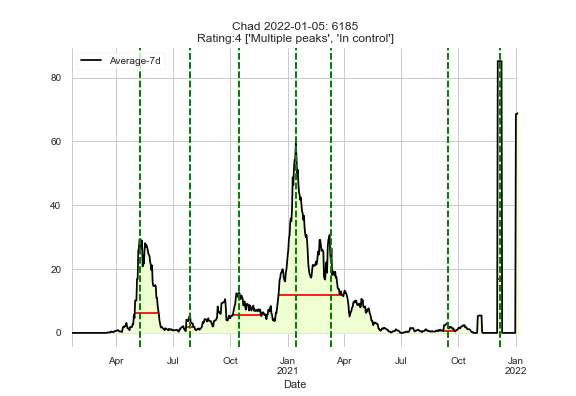 Chad 2022-01-05: 6185
Rating:4 ['Multiple peaks', 'In control']
Average-7d
80
60
40
20
0
Apr Jul Oct Jan Apr Jul Oct Jan
2021 2022
Date